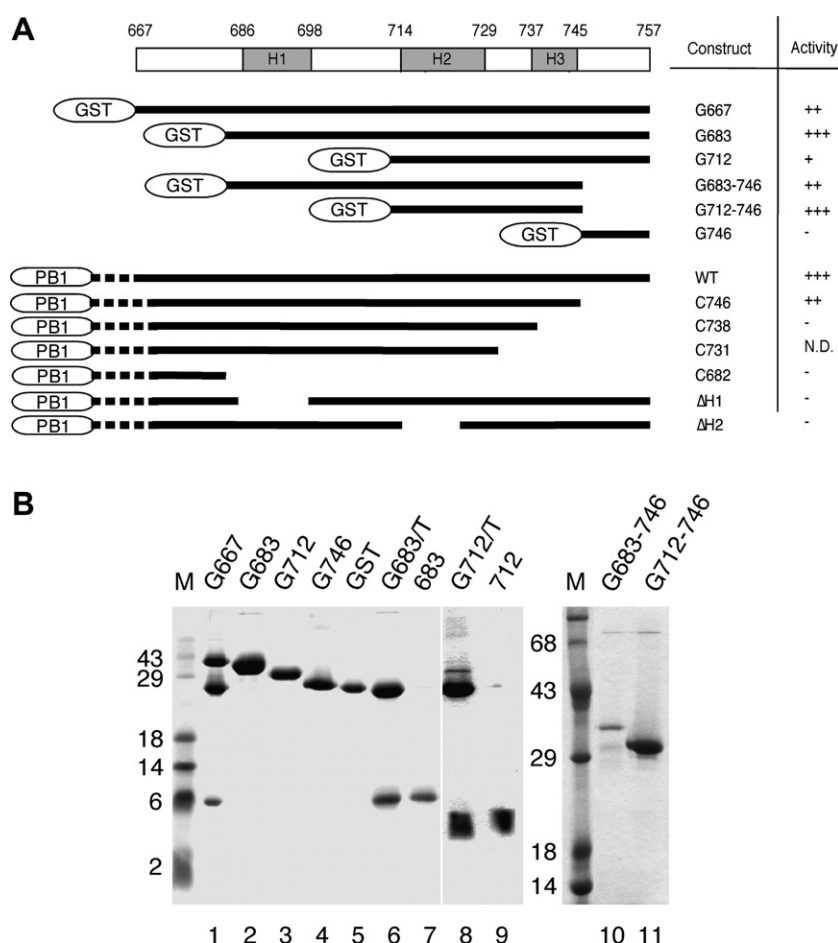 A
667 686 698 714 729 737 745 757
H1 H2 H3
Construct Activity
GST G667 ++
GST G683 +++
GST G712 +
GST G683-746 ++
GST G712-746 +++
GST G746 -
PB1 WT +++
PB1 C746 ++
PB1 C738 -
PB1 C731 N.D.
PB1 C682 -
PB1 ΔH1 -
PB1 ΔH2 -
B
M G667 G683 G712 G746 GST G683/T 683 G712/T 712 M G683-746 G712-746
43
29
18
14
6
2
68
43
29
18
14
1 2 3 4 5 6 7 8 9 10 11